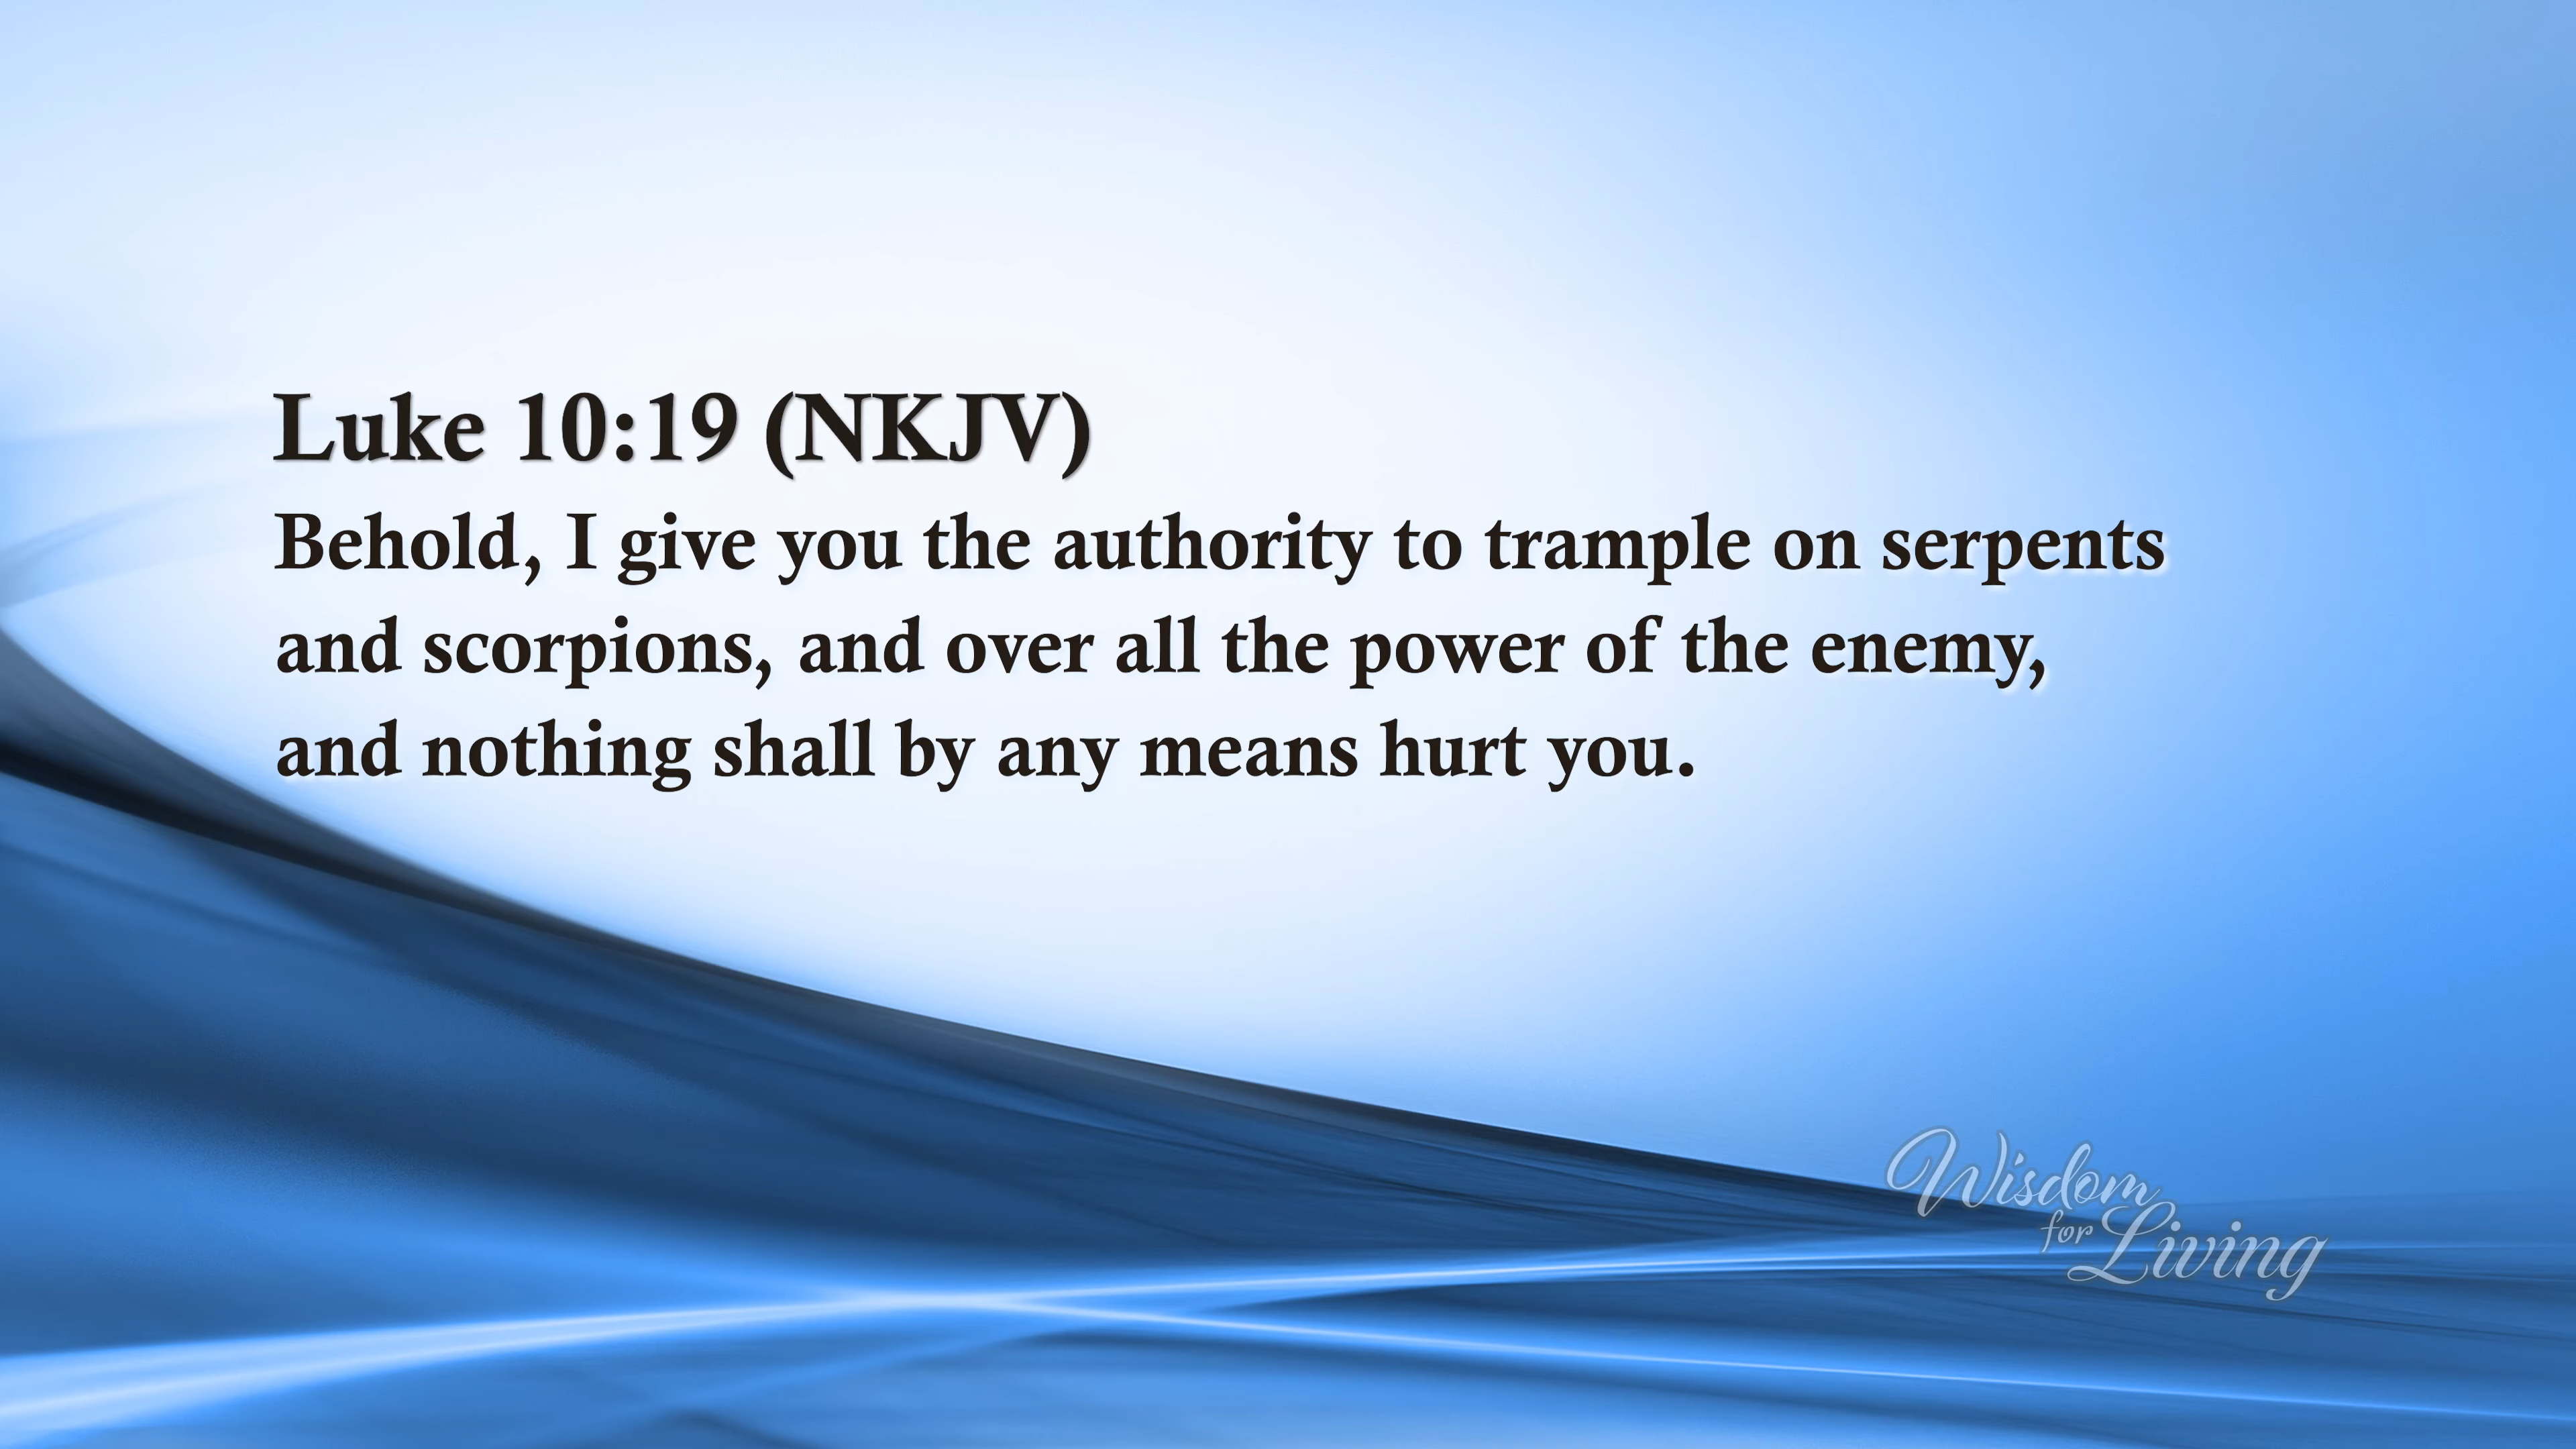 Luke 10:19 (NKJV)
Behold, I give you the authority to trample on serpents
and scorpions, and over all the power of the enemy,
and nothing shall by any means hurt you.
Wisdom
for Living